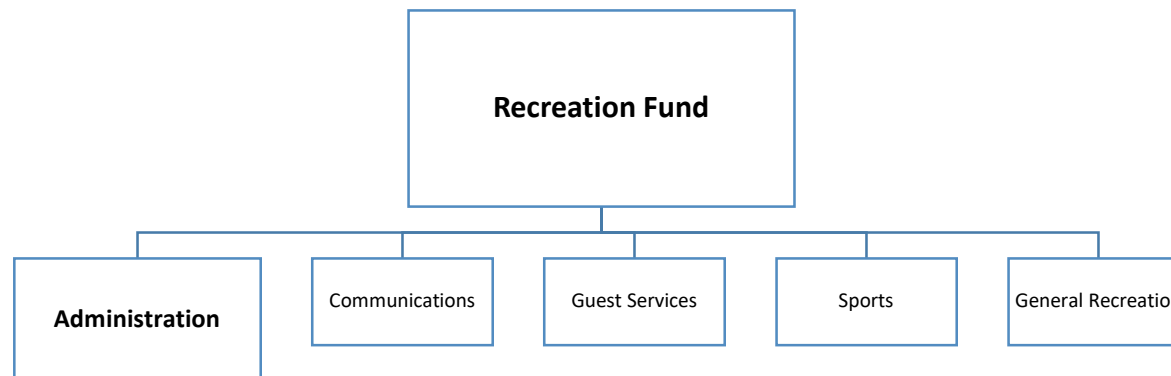 Recreation Fund
Administration
Communications
Guest Services
Sports
General Recreatio